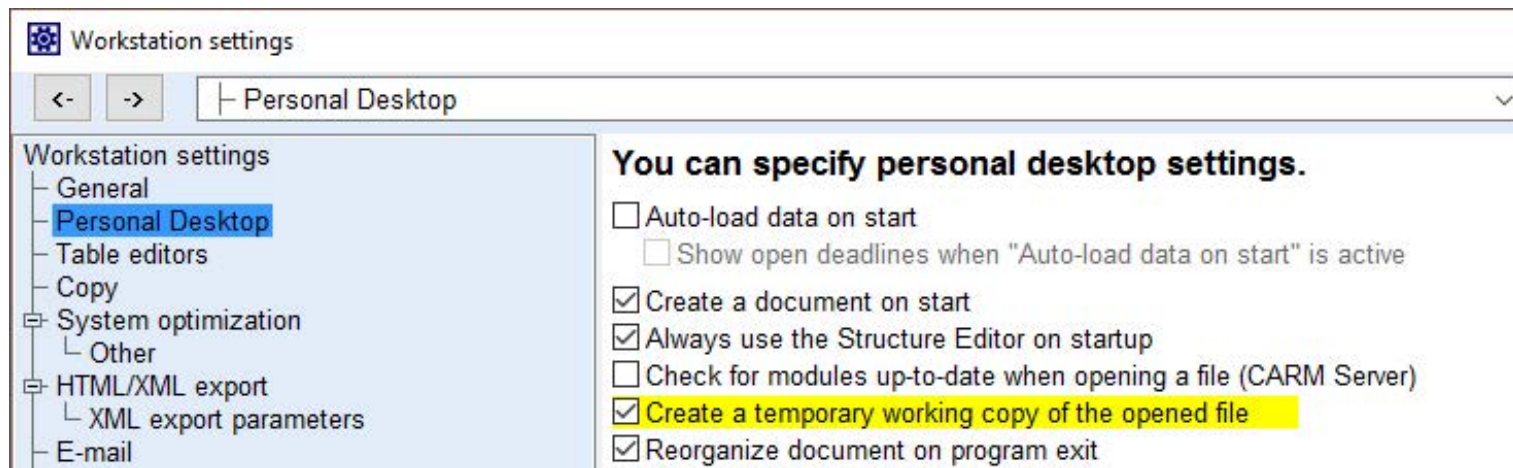 Workstation settings
<- -> Personal Desktop
Workstation settings
General
Personal Desktop
Table editors
Copy
System optimization
Other
HTML/XML export
XML export parameters
E-mail
You can specify personal desktop settings.
Auto-load data on start
Show open deadlines when "Auto-load data on start" is active
Create a document on start
Always use the Structure Editor on startup
Check for modules up-to-date when opening a file (CARM Server)
Create a temporary working copy of the opened file
Reorganize document on program exit